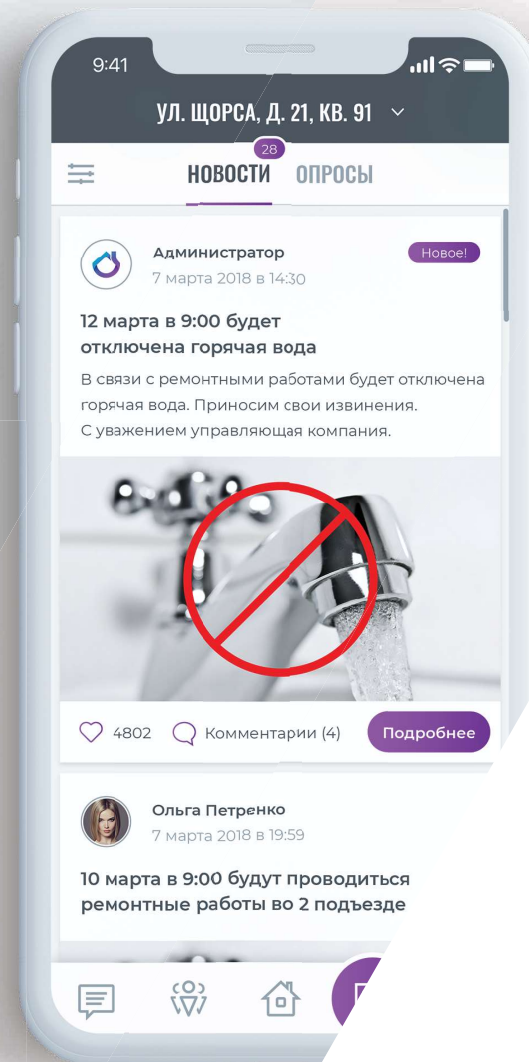 9:41
УЛ. ЩОРСА, Д. 21, КВ. 91
28
НОВОСТИ ОПРОСЫ
Администратор Новое!
7 марта 2018 в 14:30
12 марта в 9:00 будет
отключена горячая вода
В связи с ремонтными работами будет отключена
горячая вода. Приносим свои извинения.
С уважением управляющая компания.
4802 Комментарии (4) Подробнее
Ольга Петренко
7 марта 2018 в 19:59
10 марта в 9:00 будут проводиться
ремонтные работы во 2 подъезде